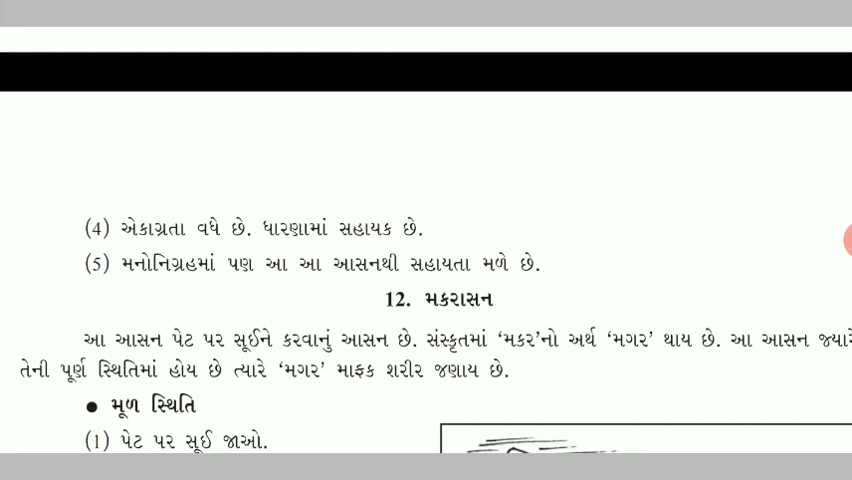 (4) એકાગ્રતા વધે છે. ધારણામાં સહાયક છે.
(5) મનોનિગ્રહમાં પણ આ આ આસનથી સહાયતા મળે છે.
12. મકરાસન
આ આસન પેટ પર સૂઈને કરવાનું આસન છે. સંસ્કૃતમાં ‘મકર’નો અર્થ ‘મગર’ થાય છે. આ આસન જ્યારે
તેની પૂર્ણ સ્થિતિમાં હોય છે ત્યારે ‘મગર’ માફક શરીર જણાય છે.
● મૂળ સ્થિતિ
(1) પેટ પર સૂઈ જાઓ.